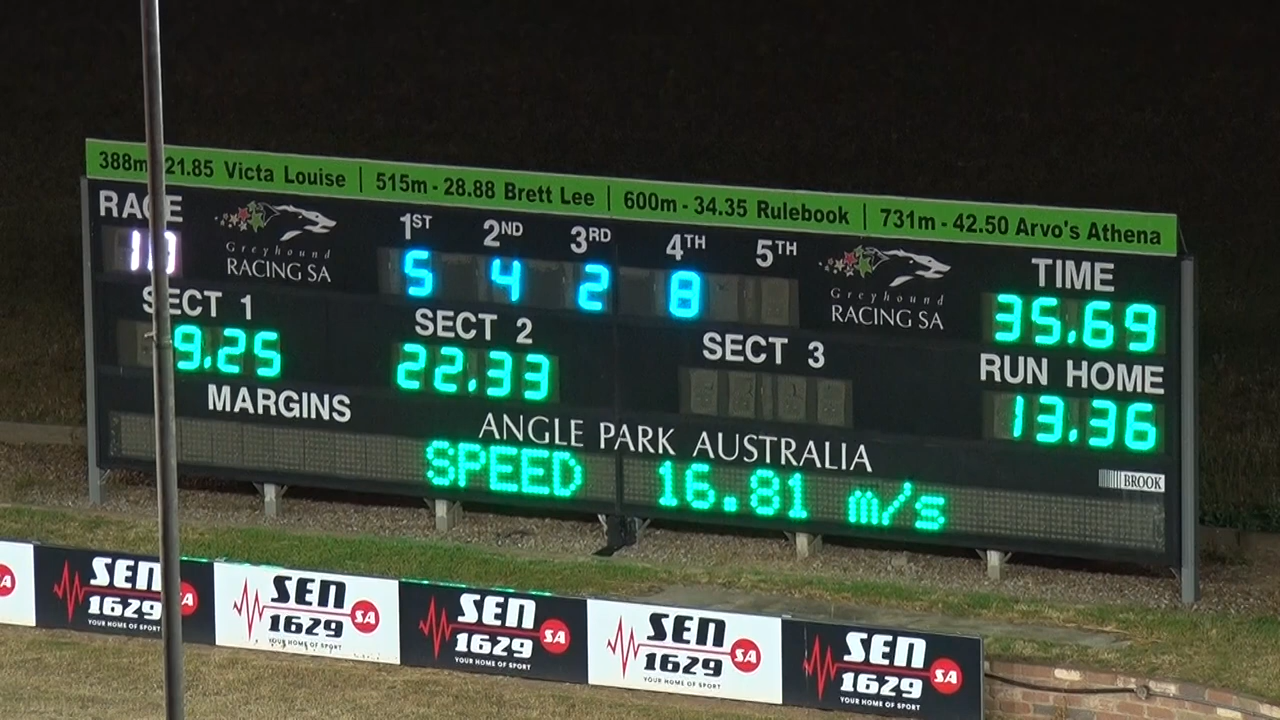 388m 21.85 Victa Louise | 515m - 28.88 Brett Lee | 600m - 34.35 Rulebook | 731m - 42.50 Arvo's Athena
RACE
Greyhound
RACING SA
1ST 2ND 3RD 4TH 5TH
5 4 2 8
Greyhound
RACING SA
TIME
35.69
SECT 1
9.25
SECT 2
22.33
SECT 3
RUN HOME
13.36
MARGINS
ANGLE PARK AUSTRALIA
BROOK
SPEED 16.81 m/s
A
SEN
1629 SA
YOUR HOME OF SPORT
SEN
1629 SA
YOUR HOME OF SPORT
SEN
1629 SA
YOUR HOME OF SPORT
SEN
1629 SA
YOUR HOME OF SPORT
SEN
1629 SA
YOUR HOME OF SPORT